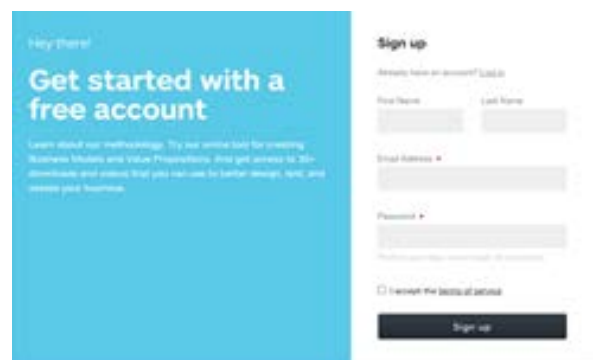 Hey there!
Get started with a
free account
Learn about our methodology. Try our online tool for creating
Business Models and Value Propositions. And get access to 30+
downloads and videos that you can use to better design, test, and
your business.
Sign up
Already have an account? Log in
First Name
Last Name
Email Address *
Password *
I accept the terms of service
Sign up